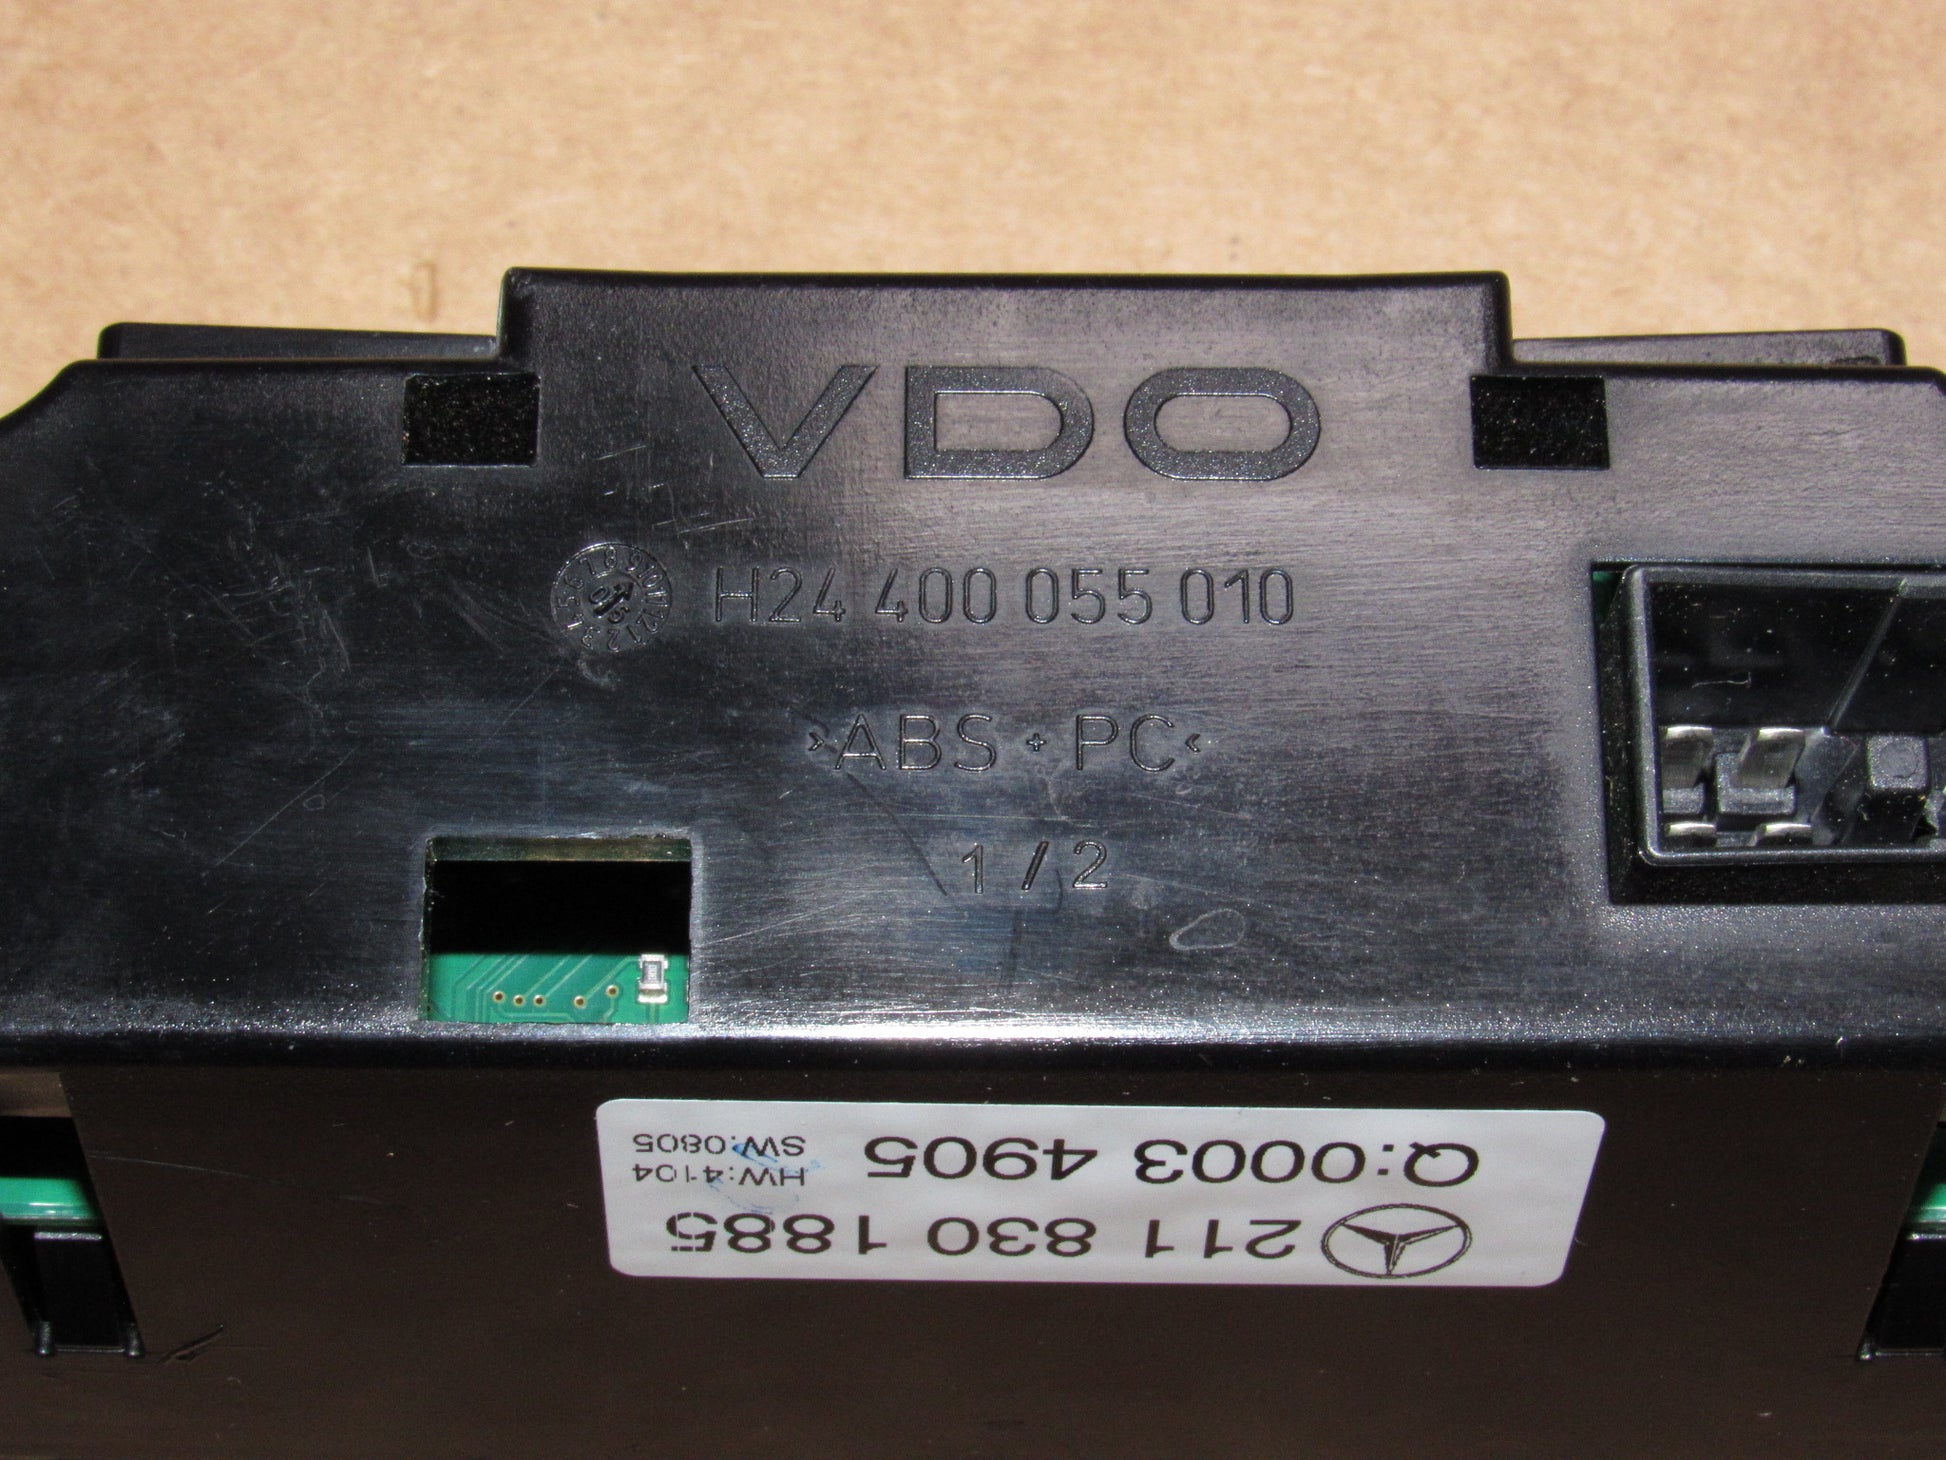 VDO
H24 400 055 010
>ABS + PC<
1 / 2
211 830 1885
HW:4104
SW:0805
Q:0003 4905